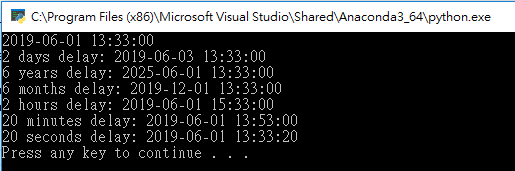 C:\Program Files (x86)\Microsoft Visual Studio\Shared\Anaconda3_64\python.exe
2019-06-01 13:33:00
2 days delay: 2019-06-03 13:33:00
6 years delay: 2025-06-01 13:33:00
6 months delay: 2019-12-01 13:33:00
2 hours delay: 2019-06-01 15:33:00
20 minutes delay: 2019-06-01 13:53:00
20 seconds delay: 2019-06-01 13:33:20
Press any key to continue . . .